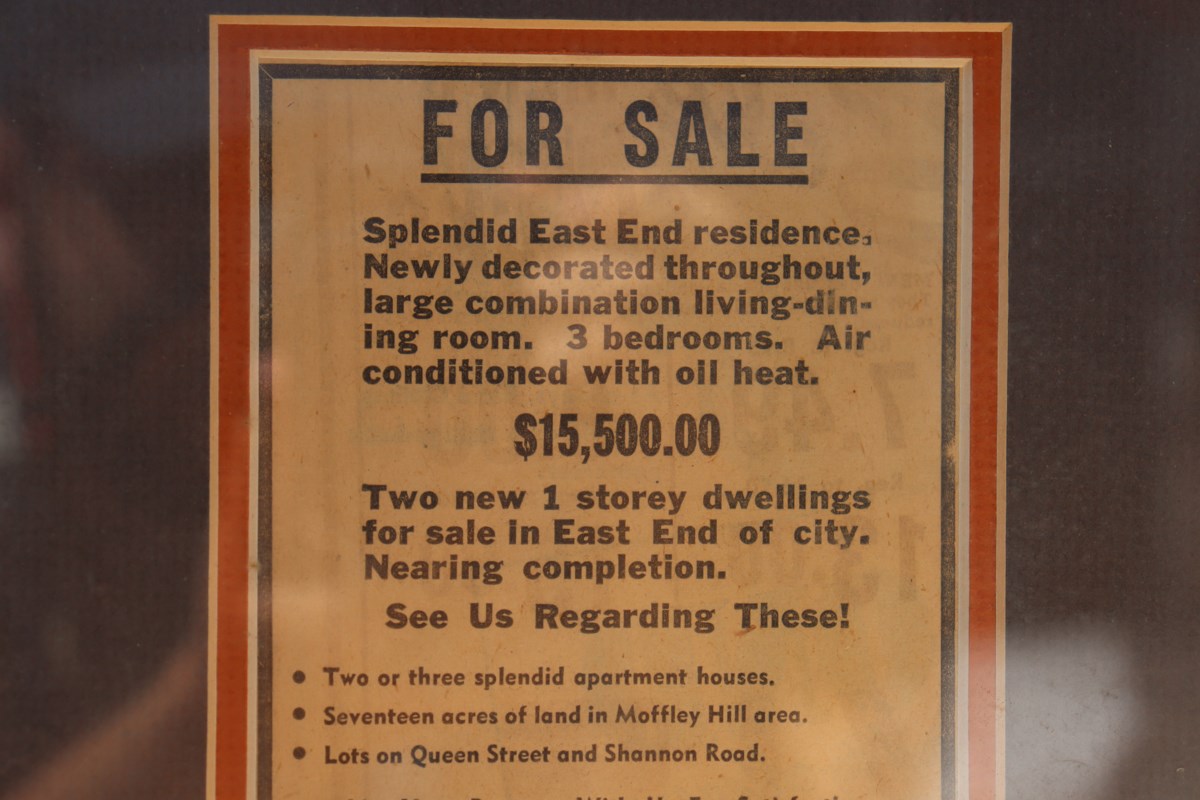 FOR SALE
Splendid East End residence.
Newly decorated throughout,
large combination living-din-
ing room. 3 bedrooms. Air
conditioned with oil heat.
$15,500.00
Two new 1 storey dwellings
for sale in East End of city.
Nearing completion.
See Us Regarding These!
• Two or three splendid apartment houses.
• Seventeen acres of land in Moffley Hill area.
• Lots on Queen Street and Shannon Road.